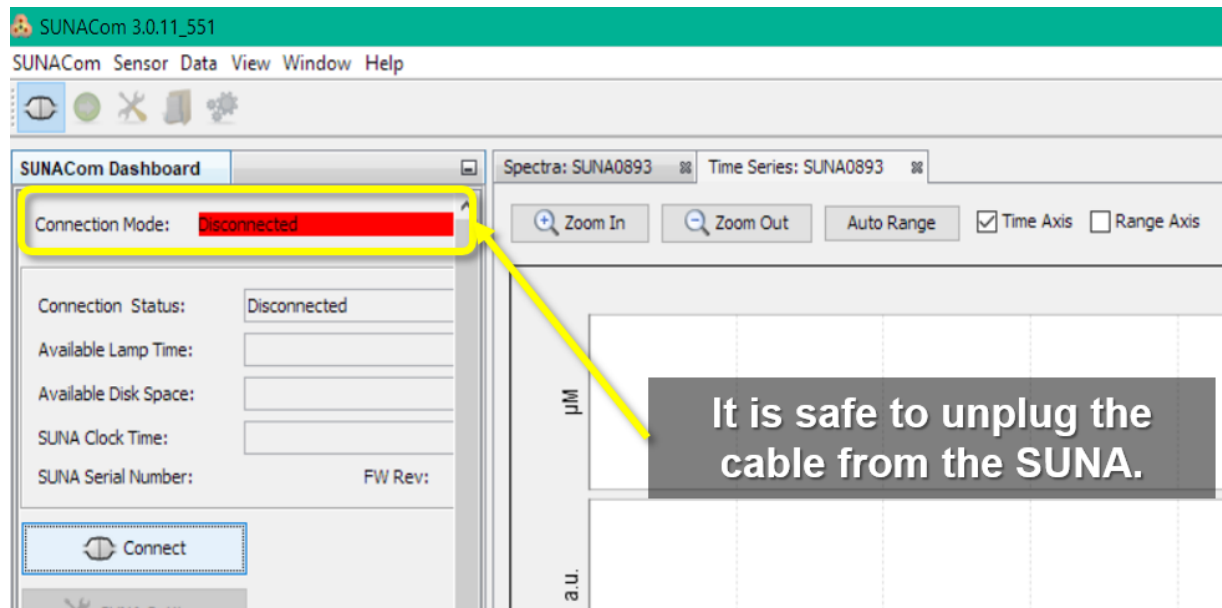 SUNACom 3.0.11_551
SUNACom Sensor Data View Window Help
SUNACom Dashboard
Connection Mode: Disconnected
Connection Status: Disconnected
Available Lamp Time:
Available Disk Space:
SUNA Clock Time:
SUNA Serial Number: FW Rev:
Connect
Spectra: SUNA0893 Time Series: SUNA0893
Zoom In Zoom Out Auto Range Time Axis Range Axis
µM
It is safe to unplug the
cable from the SUNA.
a.u.